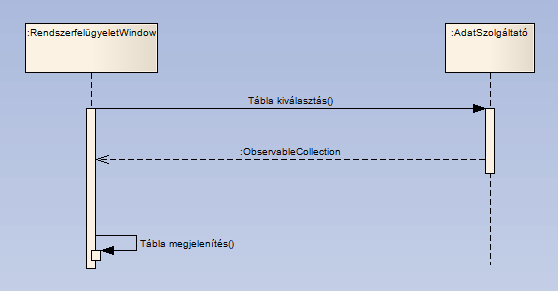 :RendszerfelügyeletWindow
:AdatSzolgáltató
Tábla kiválasztás()
:ObservableCollection
Tábla megjelenítés()